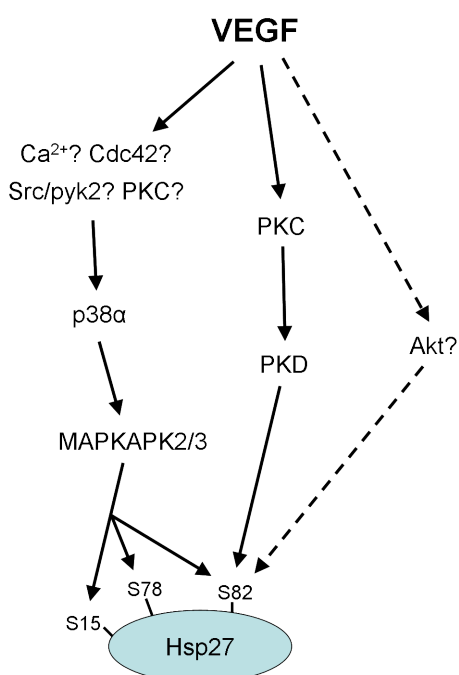 VEGF
Ca²⁺? Cdc42?
Src/pyk2? PKC?
PKC
p38α
Akt?
PKD
MAPKAPK2/3
S78
S82
S15
Hsp27